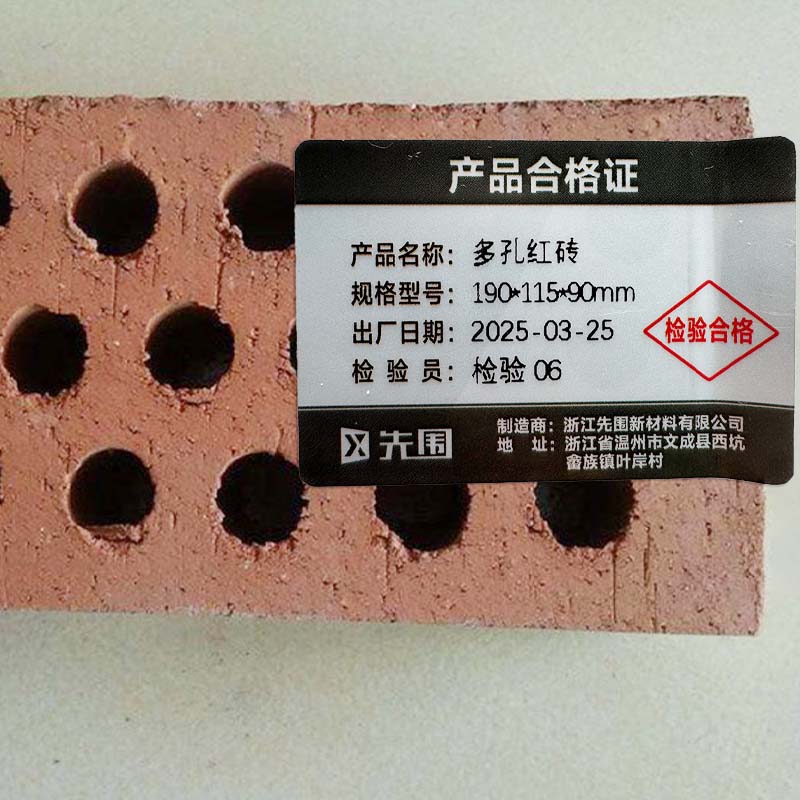 产品合格证
产品名称：多孔红砖
规格型号：190*115*90mm
出厂日期：2025-03-25
检验员：检验06
检验合格
先围
制造商：浙江先围新材料有限公司
地 址：浙江省温州市文成县西坑
畲族镇叶岸村